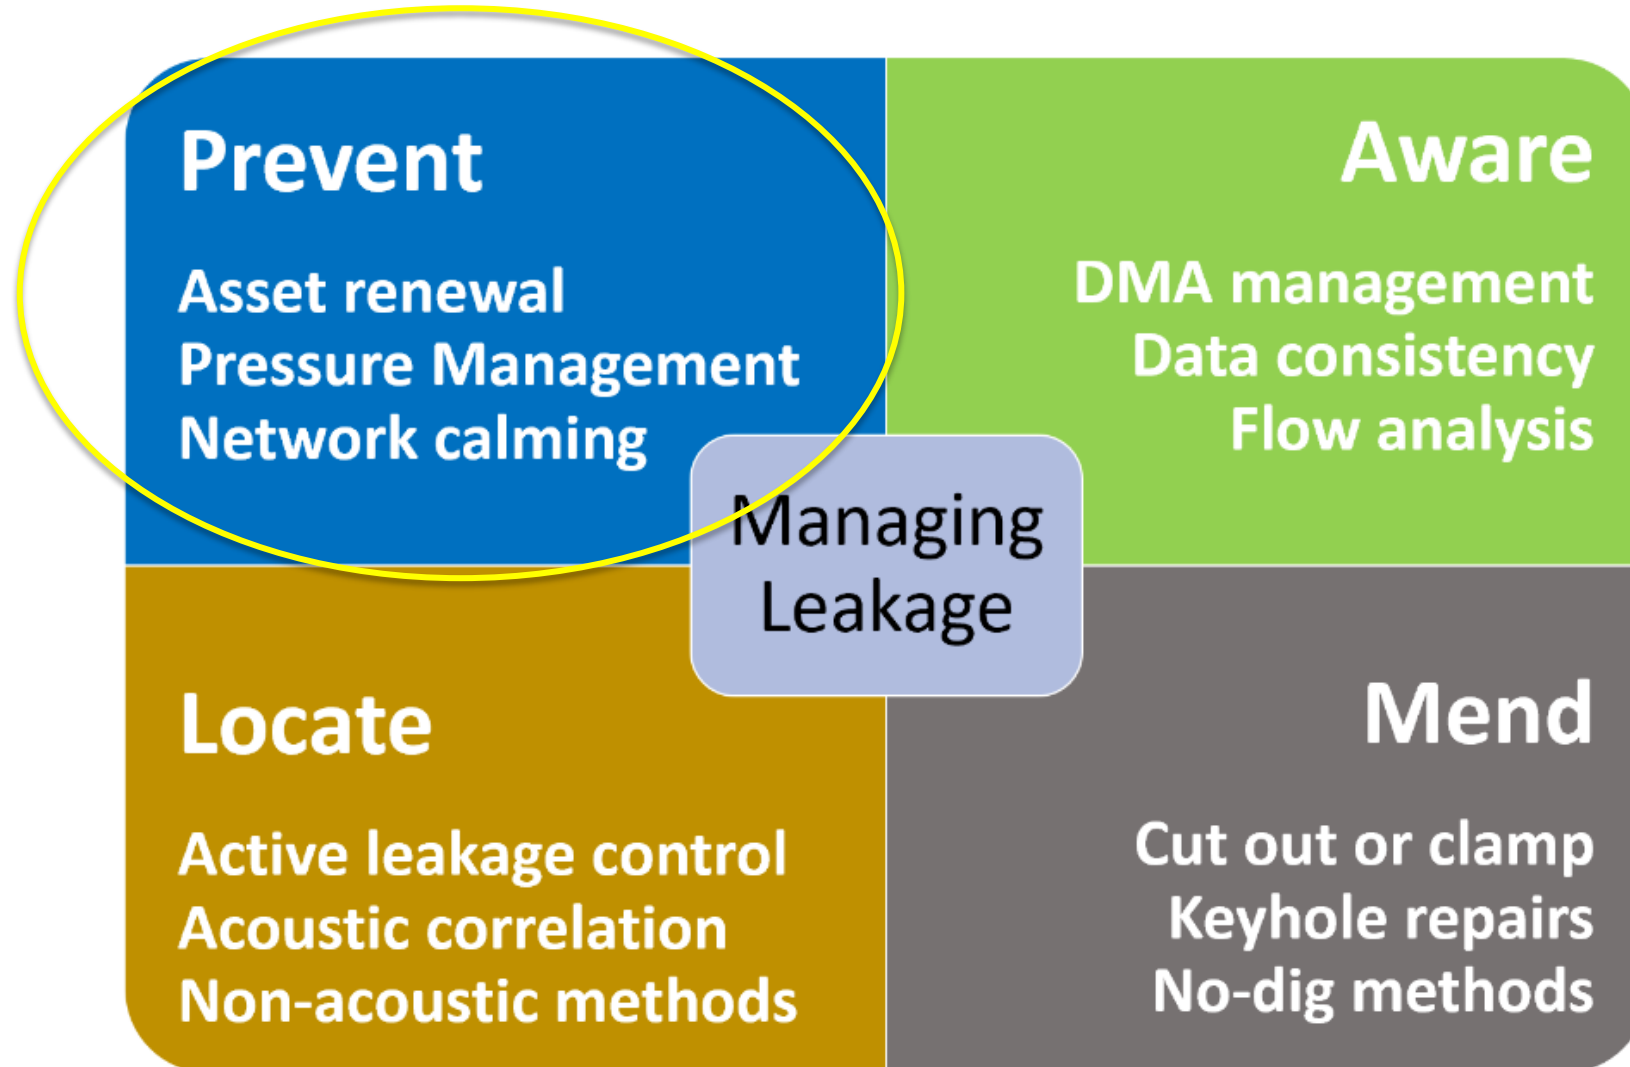 Prevent
Asset renewal
Pressure Management
Network calming
Aware
DMA management
Data consistency
Flow analysis
Managing
Leakage
Locate
Active leakage control
Acoustic correlation
Non-acoustic methods
Mend
Cut out or clamp
Keyhole repairs
No-dig methods